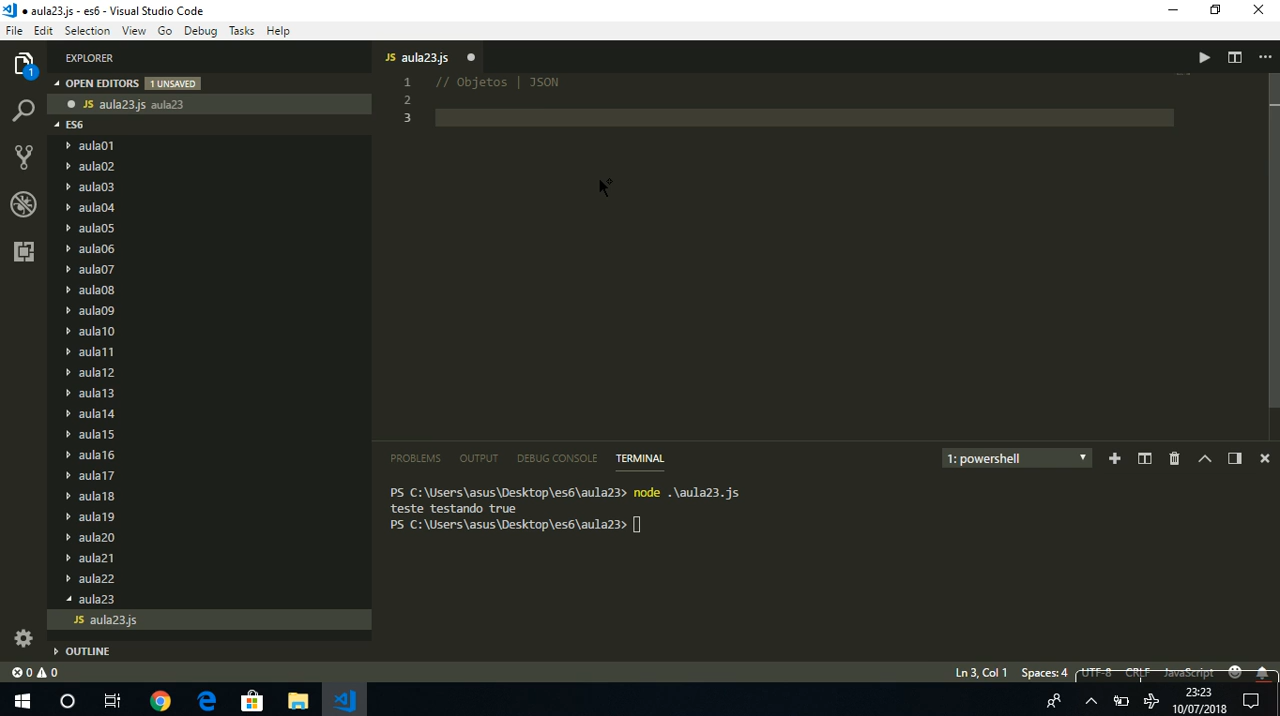 ● aula23.js - es6 - Visual Studio Code
File Edit Selection View Go Debug Tasks Help
1
EXPLORER
OPEN EDITORS 1 UNSAVED
JS aula23.js aula23
ES6
aula01
aula02
aula03
aula04
aula05
aula06
aula07
aula08
aula09
aula10
aula11
aula12
aula13
aula14
aula15
aula16
aula17
aula18
aula19
aula20
aula21
aula22
aula23
JS aula23.js
OUTLINE
JS aula23.js
1 // Objetos | JSON
2
3
PROBLEMS OUTPUT DEBUG CONSOLE TERMINAL 1: powershell
PS C:\Users\asus\Desktop\es6\aula23> node .\aula23.js
teste testando true
PS C:\Users\asus\Desktop\es6\aula23>
0 0 Ln 3, Col 1 Spaces: 4 UTF-8 CRLF JavaScript
23:23
10/07/2018